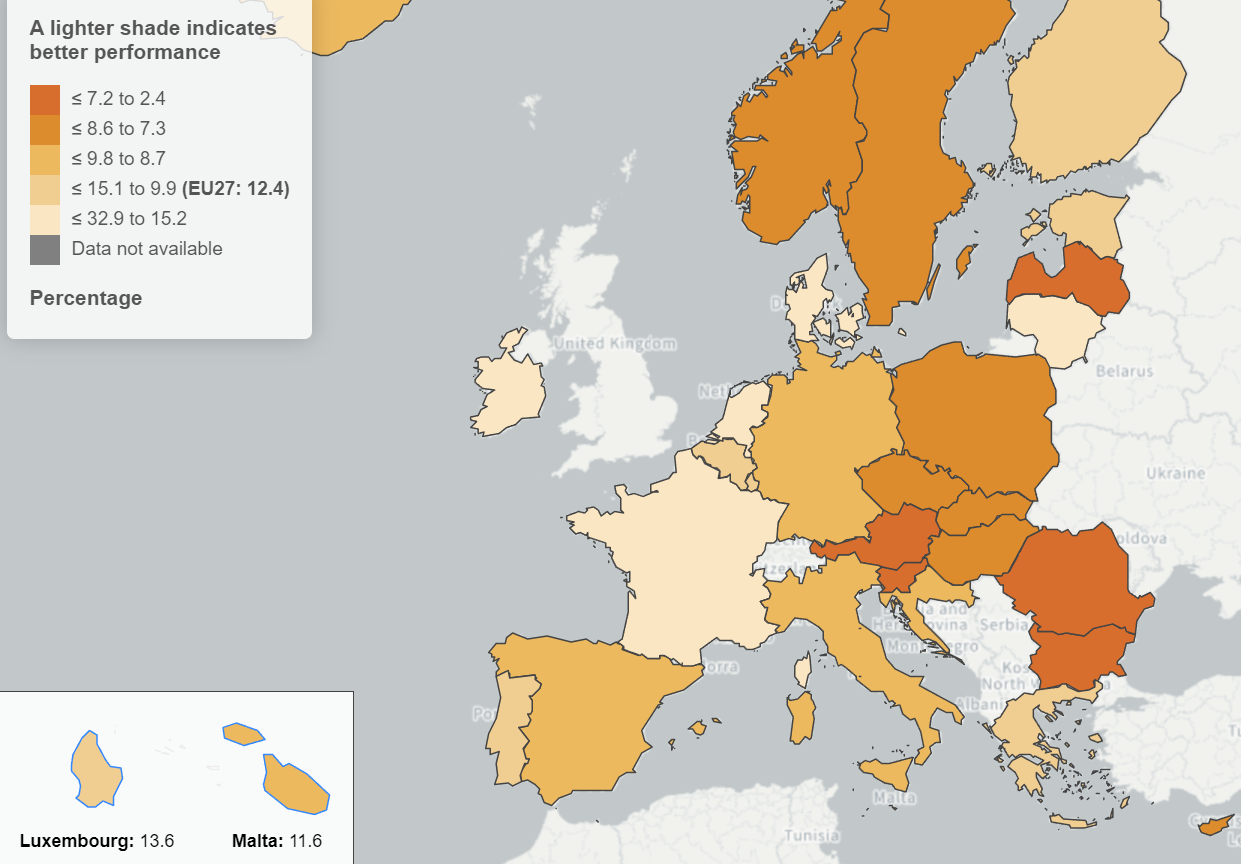 A lighter shade indicates
better performance
≤ 7.2 to 2.4
≤ 8.6 to 7.3
≤ 9.8 to 8.7
≤ 15.1 to 9.9 (EU27: 12.4)
≤ 32.9 to 15.2
Data not available
Percentage
United Kingdom
Belarus
Ukraine
Serbia
Malta
Tunisia
Luxembourg: 13.6
Malta: 11.6